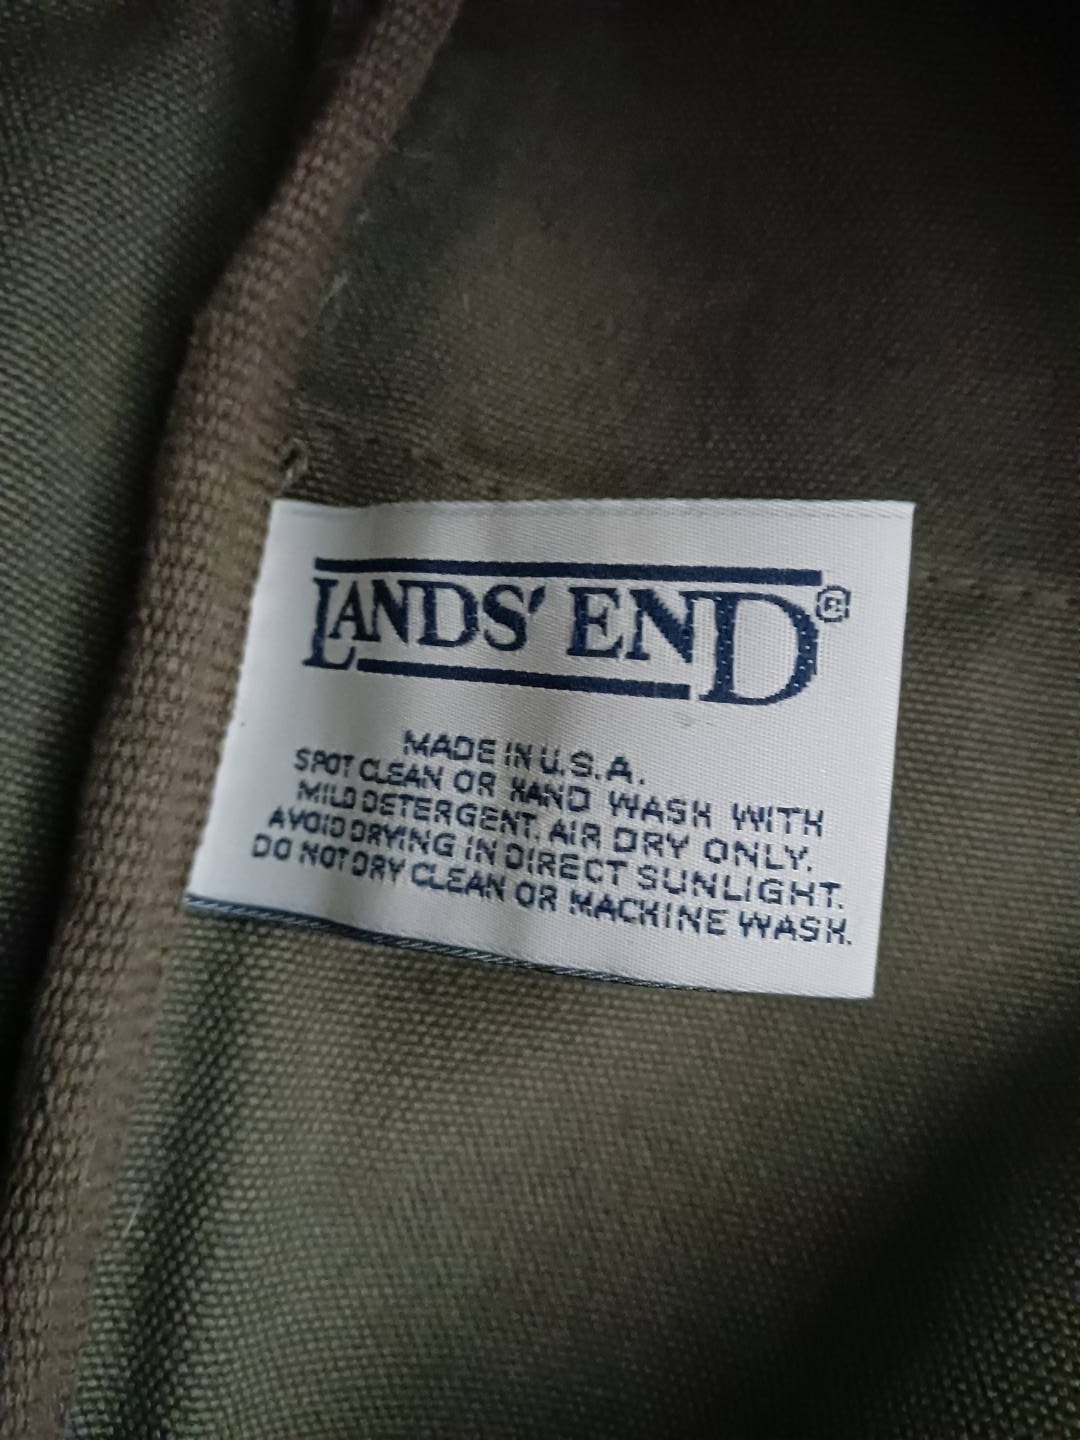 LANDS' END®
MADE IN U.S.A.
SPOT CLEAN OR HAND WASH WITH
MILD DETERGENT. AIR DRY ONLY.
AVOID DRYING IN DIRECT SUNLIGHT.
DO NOT DRY CLEAN OR MACHINE WASH.